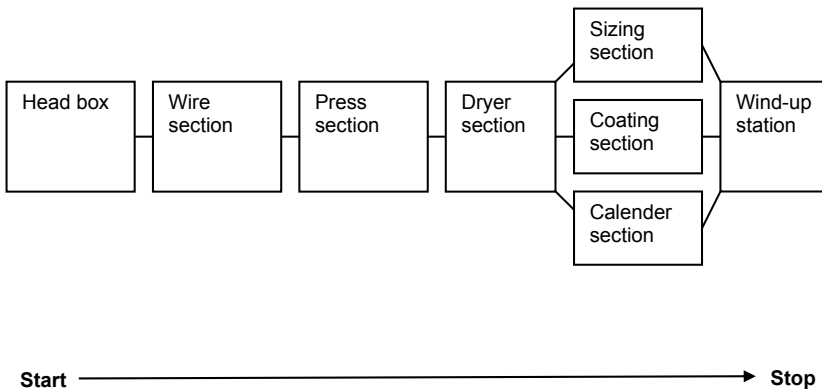 Head box
Wire
section
Press
section
Dryer
section
Sizing
section
Coating
section
Calender
section
Wind-up
station
Start
Stop